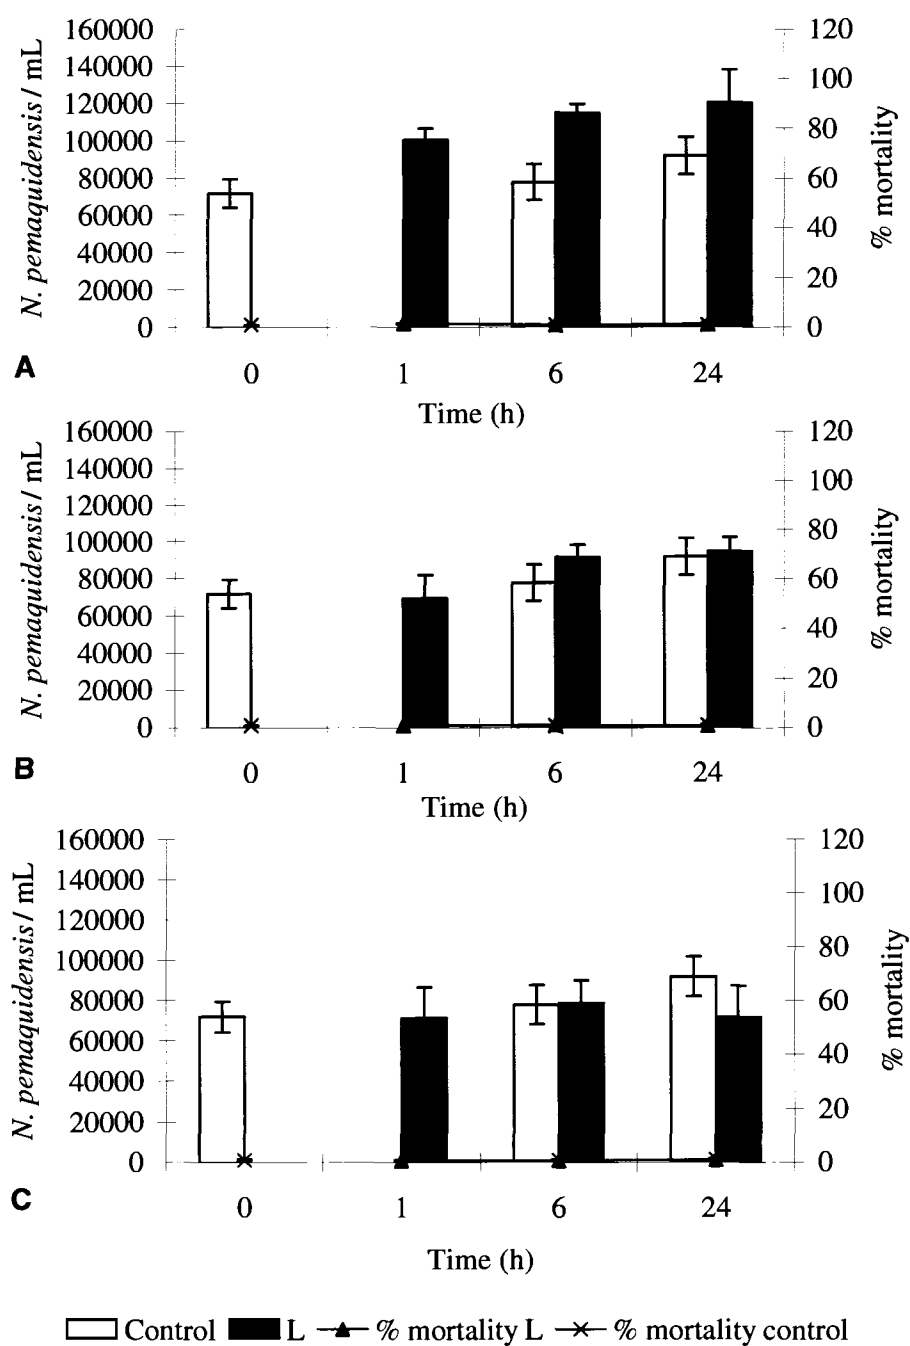 160000 120
140000
100
120000
100000 80
80000 60
60000
40
40000
20000 20
0 0
N. pemaquidensis / mL
% mortality
A
0 1 6 24
Time (h)
160000 120
140000
100
120000
100000 80
80000 60
60000
40
40000
20000 20
0 0
N. pemaquidensis / mL
% mortality
B
0 1 6 24
Time (h)
160000 120
140000 100
120000
100000 80
80000 60
60000
40000 40
20000 20
0 0
N. pemaquidensis / mL
% mortality
C
0 1 6 24
Time (h)
Control L % mortality L % mortality control